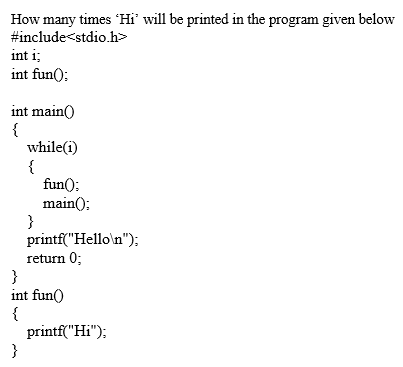 How many times ‘Hi’ will be printed in the program given below
#include<stdio.h>
int i;
int fun();
int main()
{
while(i)
{
fun();
main();
}
printf("Hello\n");
return 0;
}
int fun()
{
printf("Hi");
}